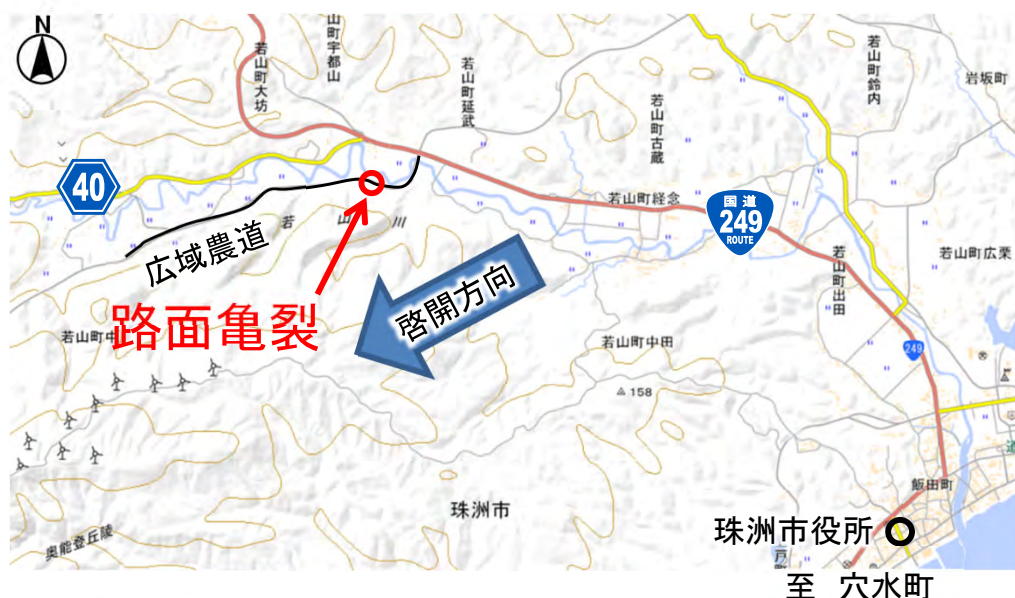 N
若山町大坊
山町宇都山
若山町延武
若山町古蔵
若山町鈴内
岩坂町
40
若山川
若山町経念
国道
249
ROUTE
広域農道
啓開方向
若山町出田
若山町広栗
路面亀裂
若山町中
若山町中田
249
158
飯田町
珠洲市
珠洲市役所
奥能登丘陵
戸町
至 穴水町